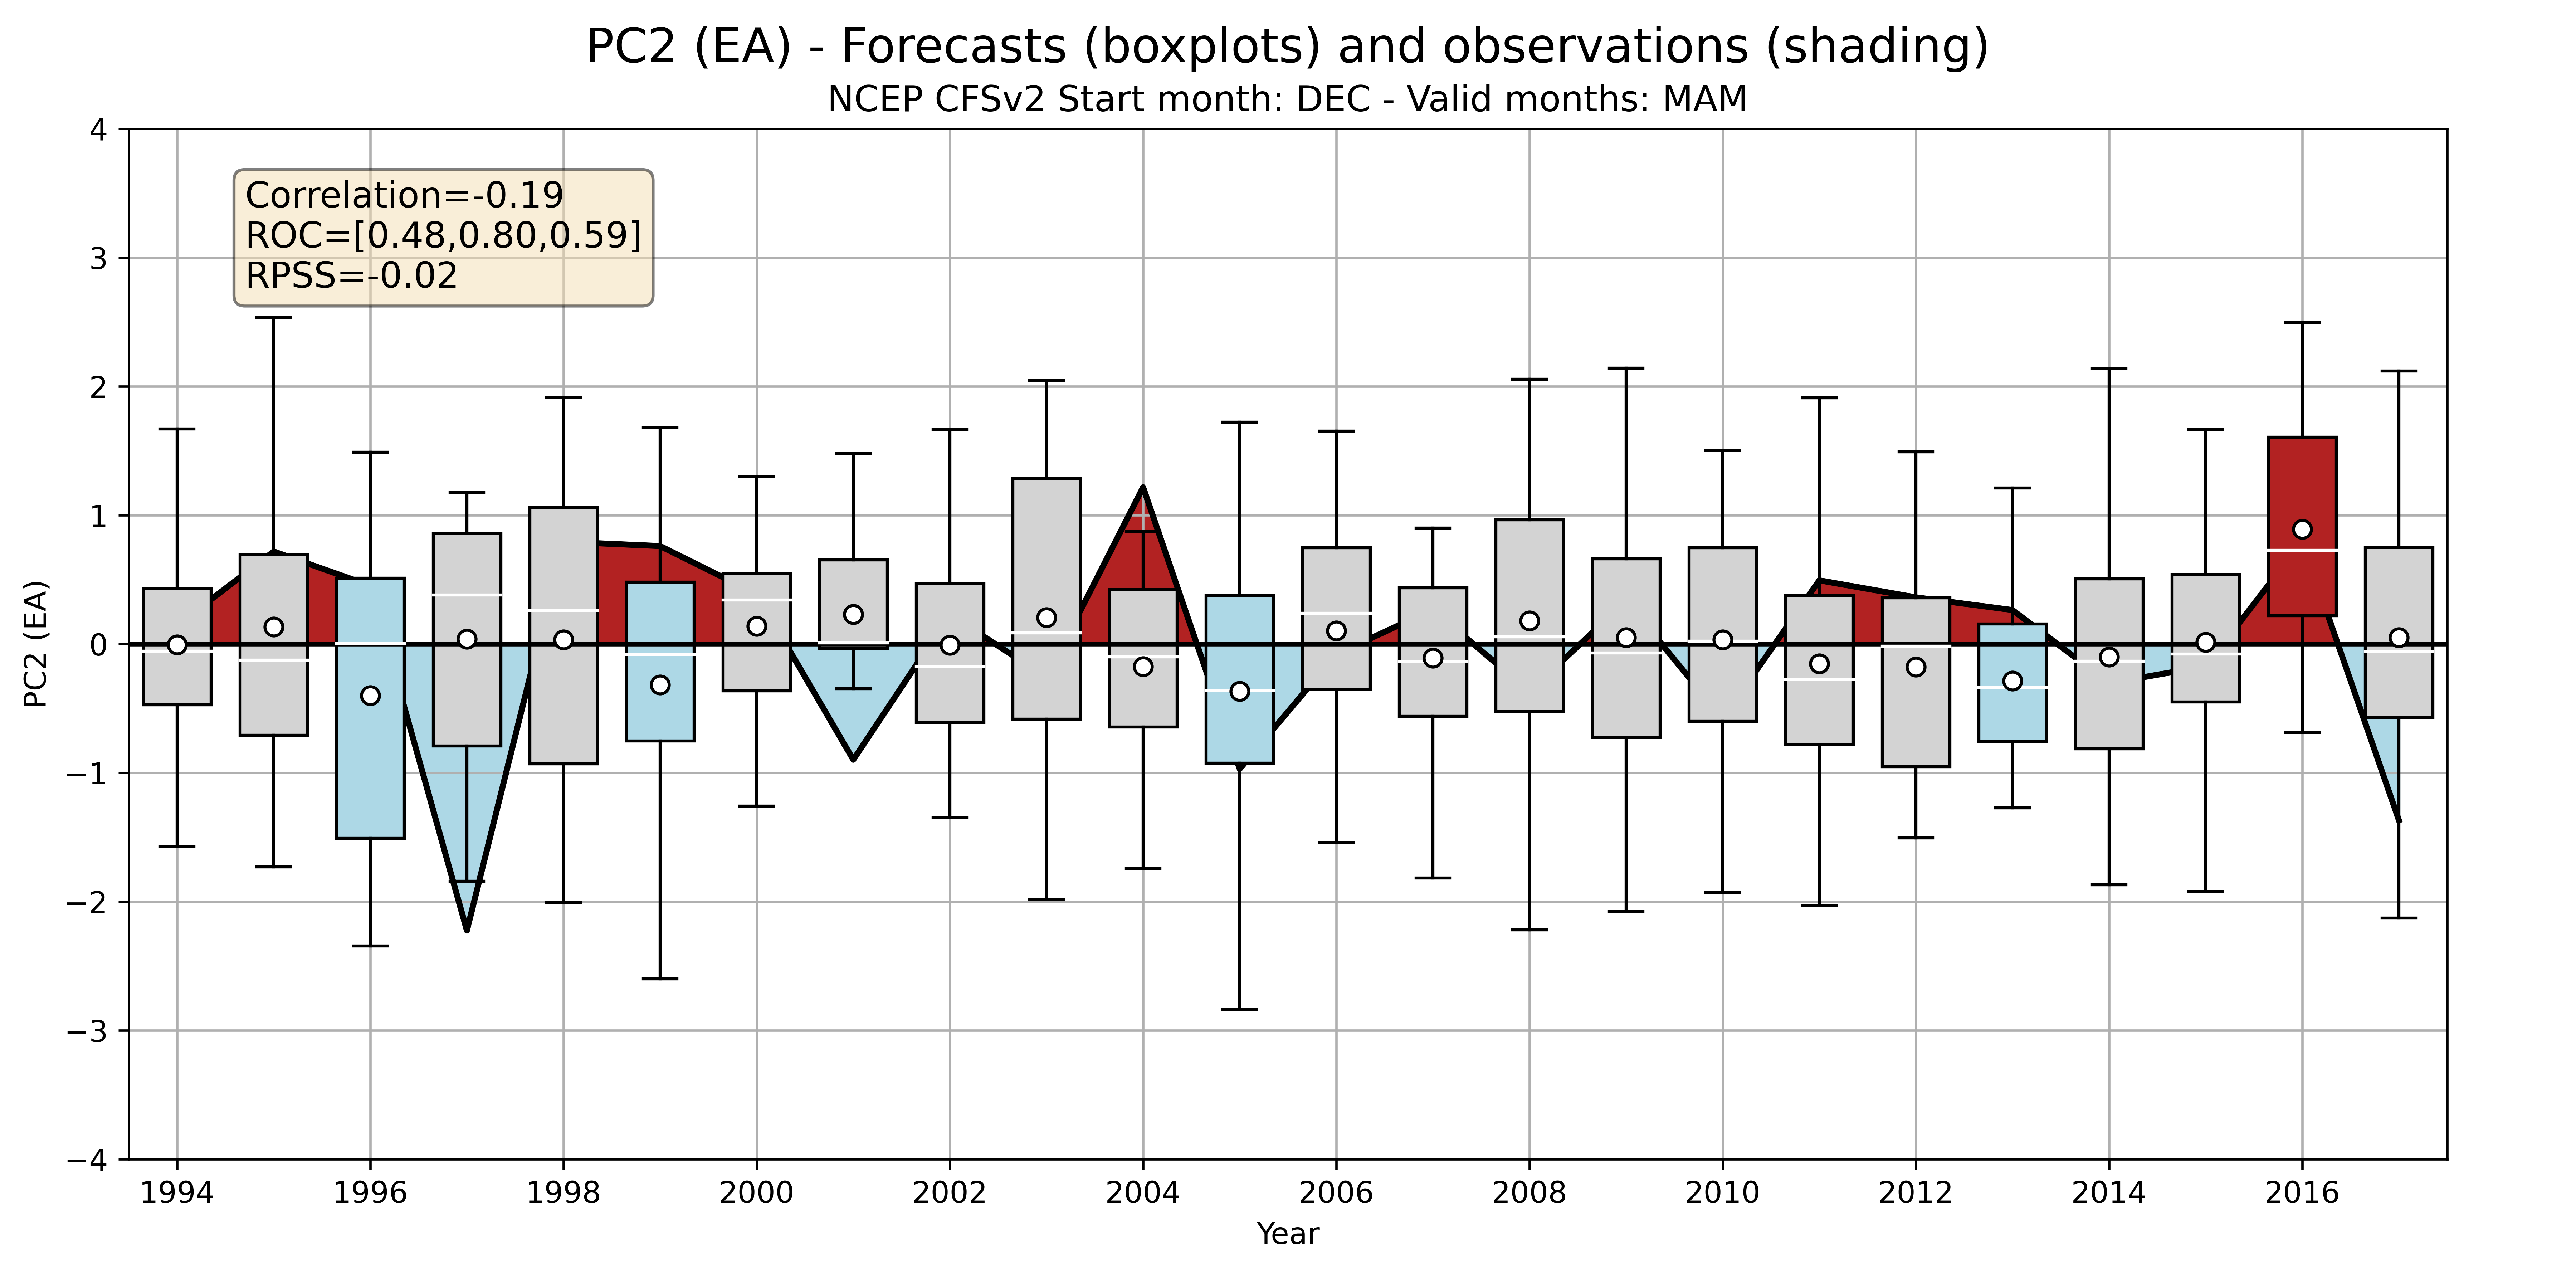 PC2 (EA) - Forecasts (boxplots) and observations (shading)
NCEP CFSv2 Start month: DEC - Valid months: MAM
Correlation=-0.19
ROC=[0.48,0.80,0.59]
RPSS=-0.02
PC2 (EA)
4
3
2
1
0
−1
−2
−3
−4
1994 1996 1998 2000 2002 2004 2006 2008 2010 2012 2014 2016
Year